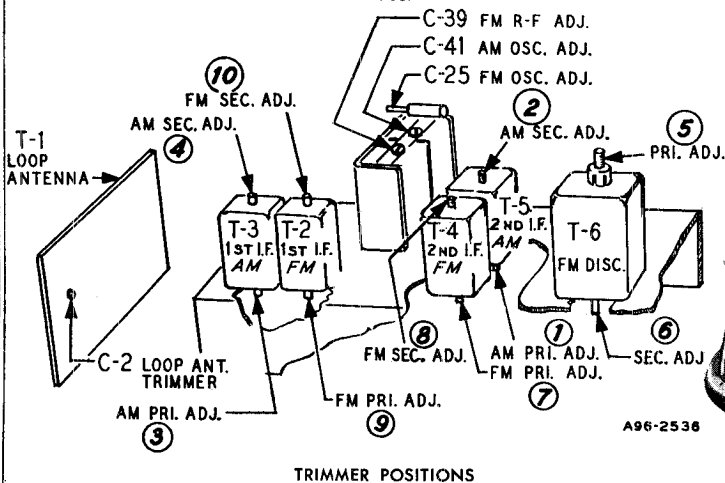 C-39 FM R-F ADJ.
C-41 AM OSC. ADJ.
C-25 FM OSC. ADJ.
10
FM SEC. ADJ.
AM SEC. ADJ.
4
2
AM SEC. ADJ.
5
PRI. ADJ.
T-1
LOOP
ANTENNA
T-3
1ST I.F.
AM
T-2
1ST I.F.
FM
T-4
2ND I.F.
FM
T-5
2ND I.F.
AM
T-6
FM DISC.
C-2 LOOP ANT.
TRIMMER
8
FM SEC. ADJ.
1
AM PRI. ADJ.
FM PRI. ADJ.
7
6
SEC. ADJ
AM PRI. ADJ.
3
FM PRI. ADJ.
9
A96-2536
TRIMMER POSITIONS